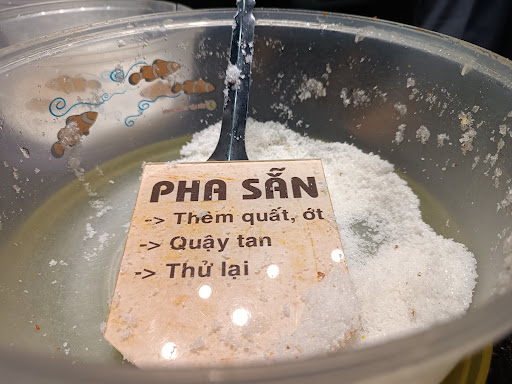 PHA SẴN
-> Thêm quất, ớt
-> Quậy tan
-> Thử lại